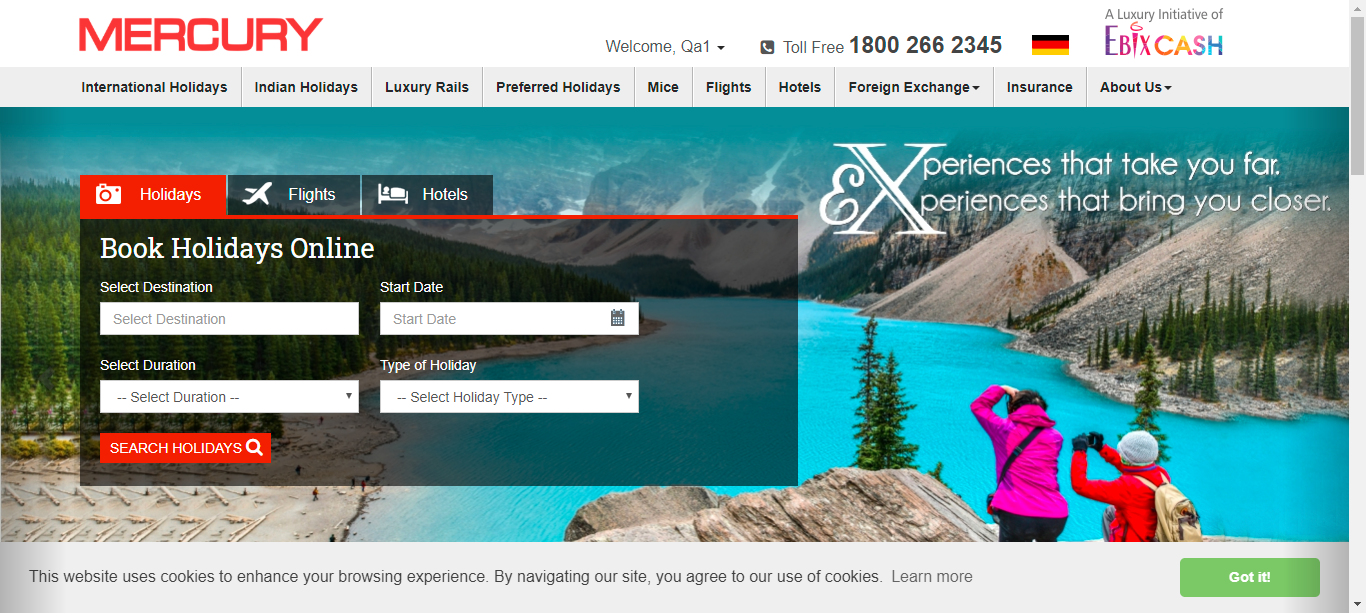 MERCURY
Welcome, Qa1
Toll Free 1800 266 2345
A Luxury Initiative of
EBIXCASH
International Holidays
Indian Holidays
Luxury Rails
Preferred Holidays
Mice
Flights
Hotels
Foreign Exchange
Insurance
About Us
Holidays
Flights
Hotels
eXperiences that take you far.
eXperiences that bring you closer.
Book Holidays Online
Select Destination
Start Date
Select Destination
Start Date
Select Duration
Type of Holiday
-- Select Duration --
-- Select Holiday Type --
SEARCH HOLIDAYS
This website uses cookies to enhance your browsing experience. By navigating our site, you agree to our use of cookies. Learn more
Got it!